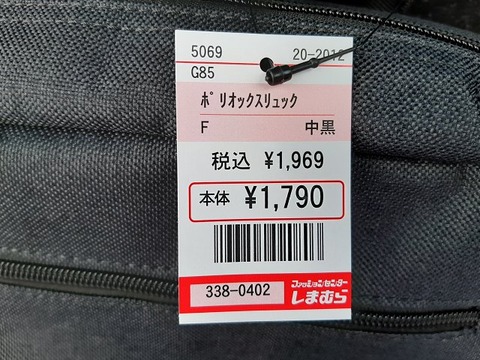 5069 20-2012
G85
ﾎﾟﾘｵｯｸｽﾘｭｯｸ
F 中黒
税込 ¥1,969
本体 ¥1,790
338-0402 ファッションセンター
しまむら